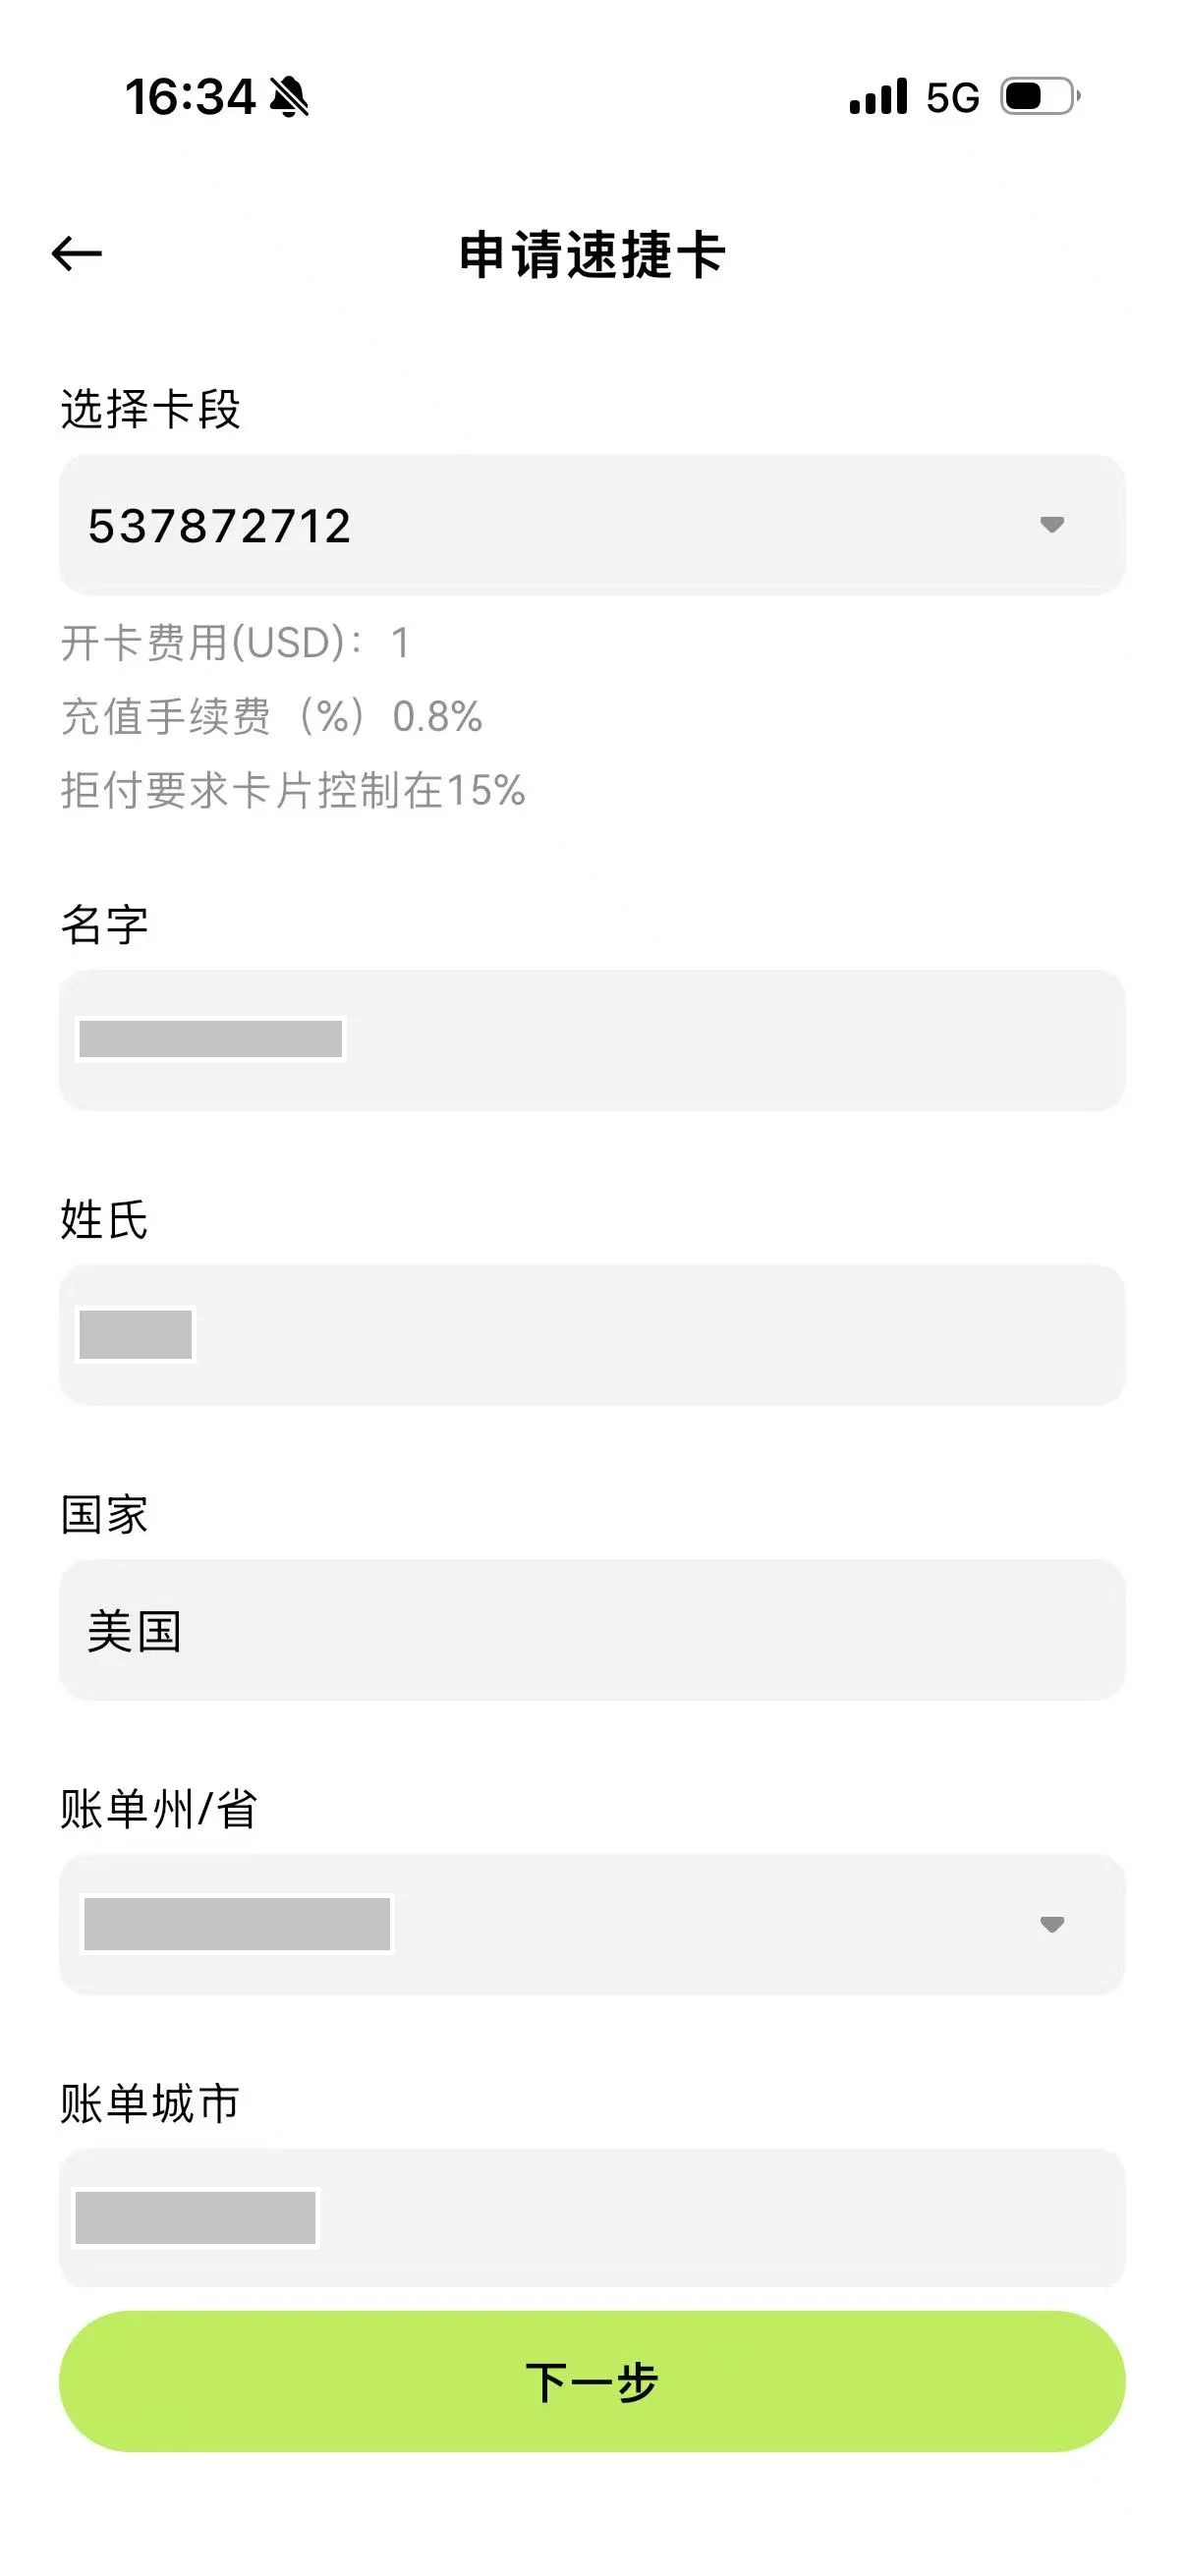 16:34
5G
申请速捷卡
选择卡段
537872712
开卡费用(USD)：1
充值手续费（%）0.8%
拒付要求卡片控制在15%
名字
姓氏
国家
美国
账单州/省
账单城市
下一步